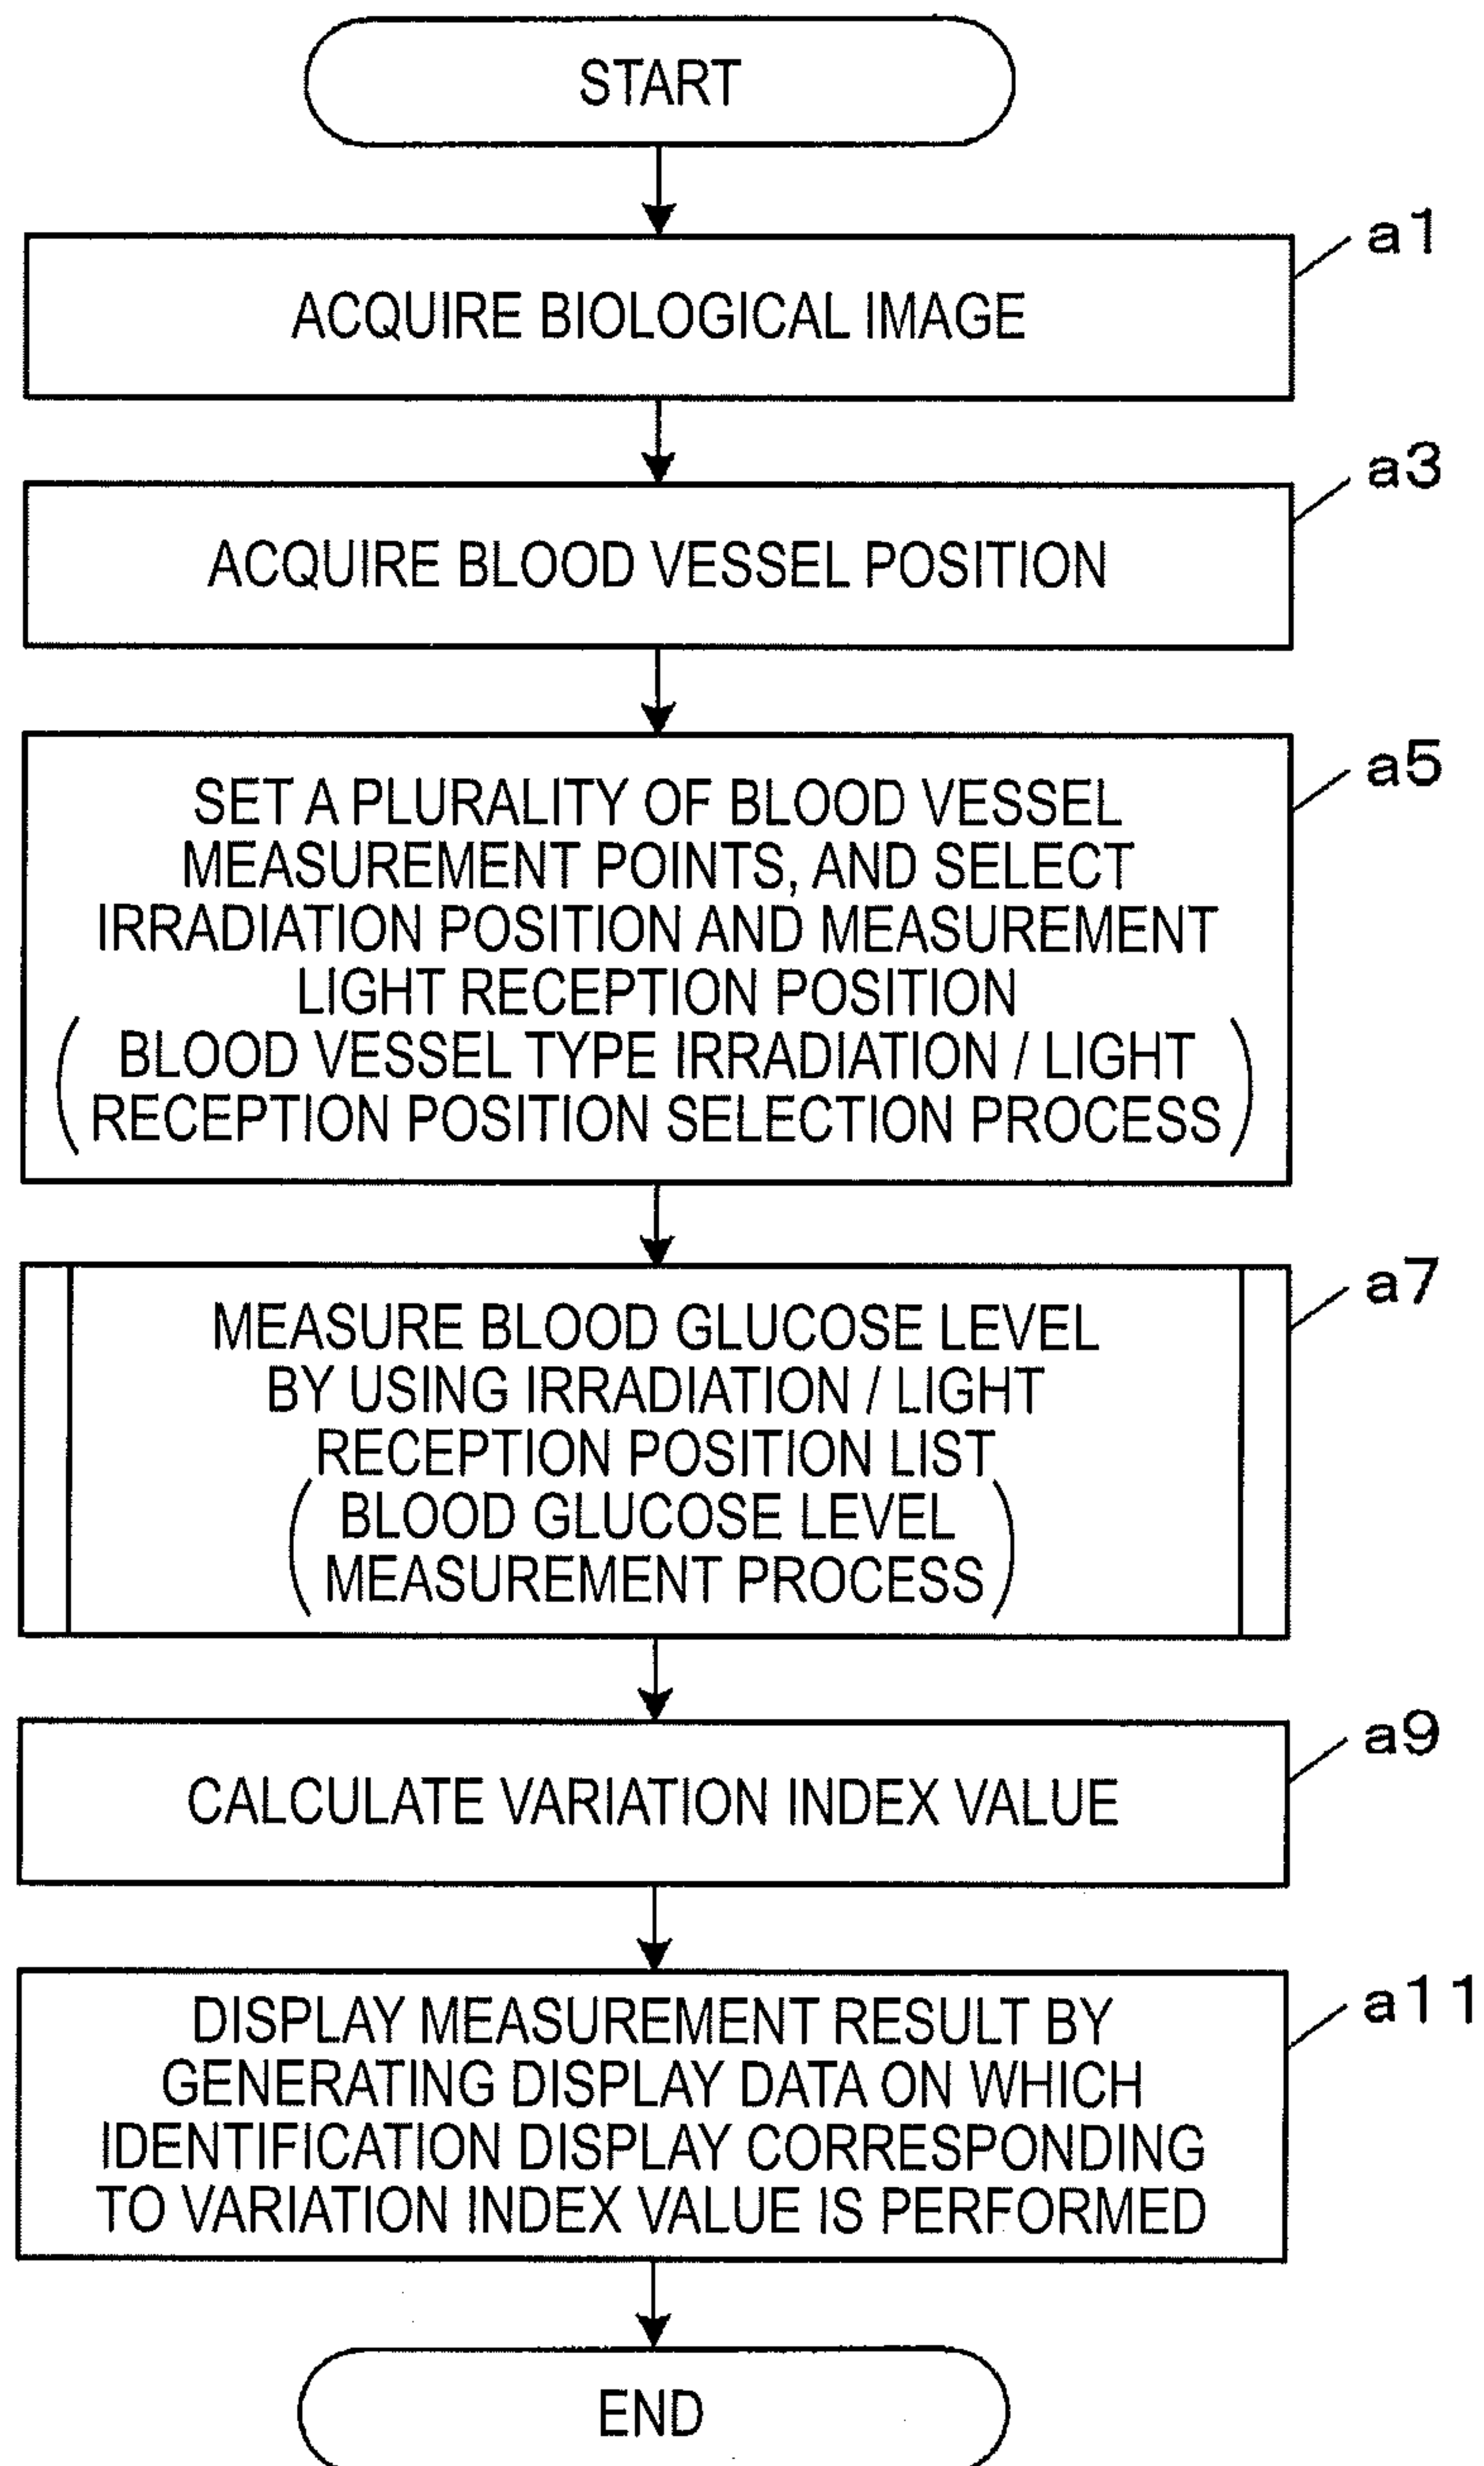 START
a1
ACQUIRE BIOLOGICAL IMAGE
a3
ACQUIRE BLOOD VESSEL POSITION
a5
SET A PLURALITY OF BLOOD VESSEL
MEASUREMENT POINTS, AND SELECT
IRRADIATION POSITION AND MEASUREMENT
LIGHT RECEPTION POSITION
( BLOOD VESSEL TYPE IRRADIATION / LIGHT
RECEPTION POSITION SELECTION PROCESS )
a7
MEASURE BLOOD GLUCOSE LEVEL
BY USING IRRADIATION / LIGHT
RECEPTION POSITION LIST
( BLOOD GLUCOSE LEVEL
MEASUREMENT PROCESS )
a9
CALCULATE VARIATION INDEX VALUE
a11
DISPLAY MEASUREMENT RESULT BY
GENERATING DISPLAY DATA ON WHICH
IDENTIFICATION DISPLAY CORRESPONDING
TO VARIATION INDEX VALUE IS PERFORMED
END